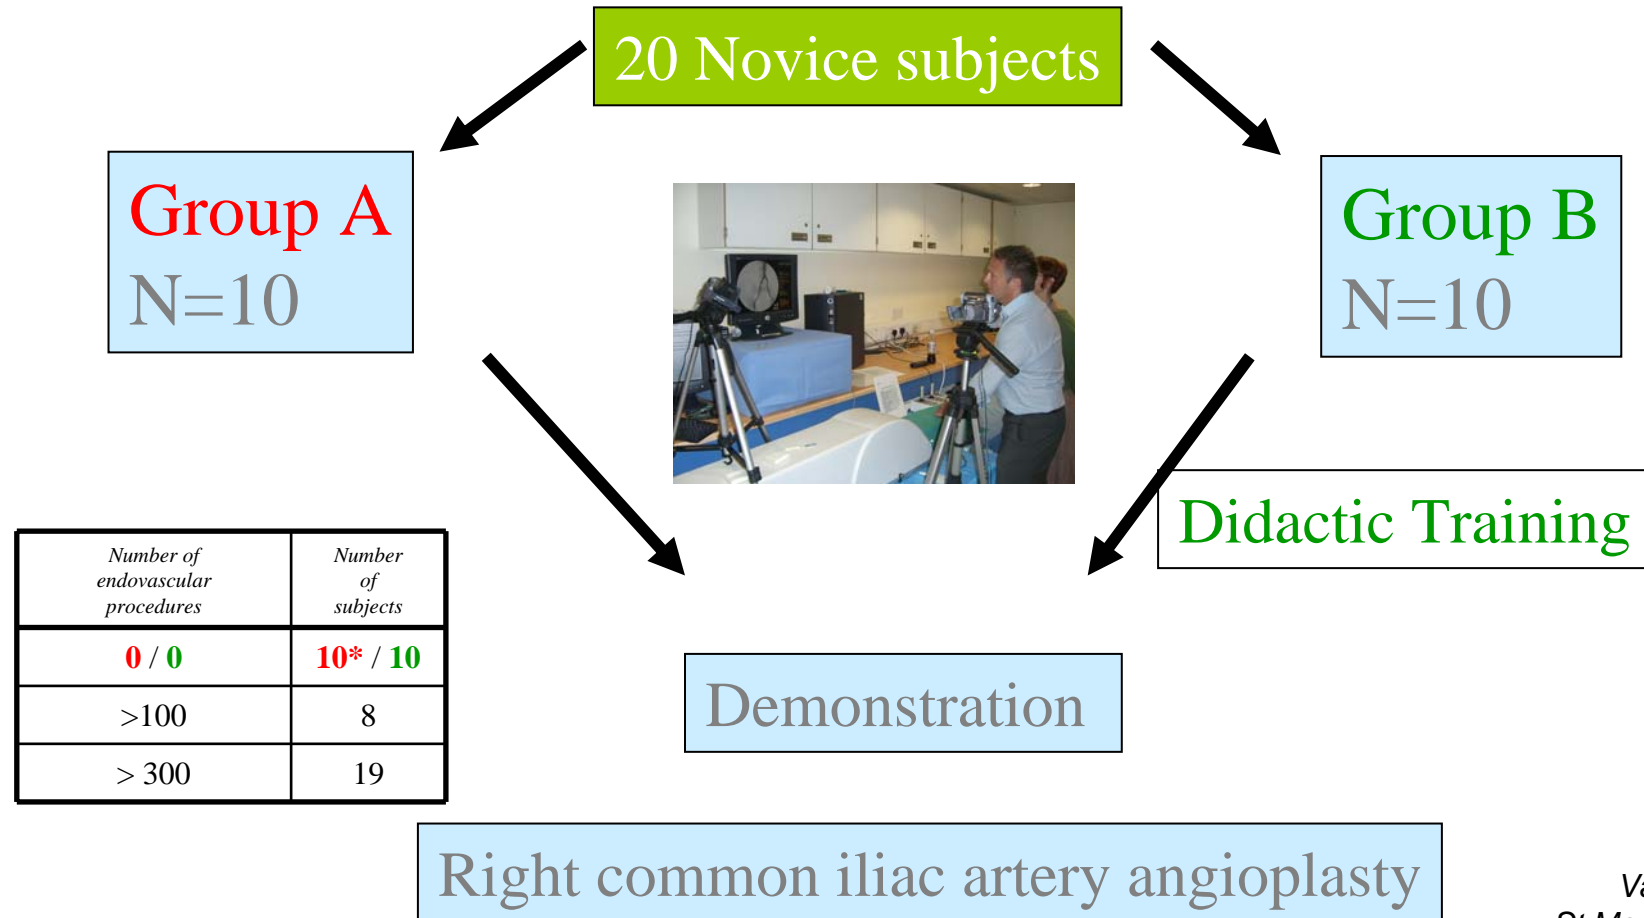 20 Novice subjects
Group A
N=10
Group B
N=10
Didactic Training
Number of Number
endovascular of
procedures subjects
0 / 0 10* / 10
>100 8
> 300 19
Demonstration
Right common iliac artery angioplasty